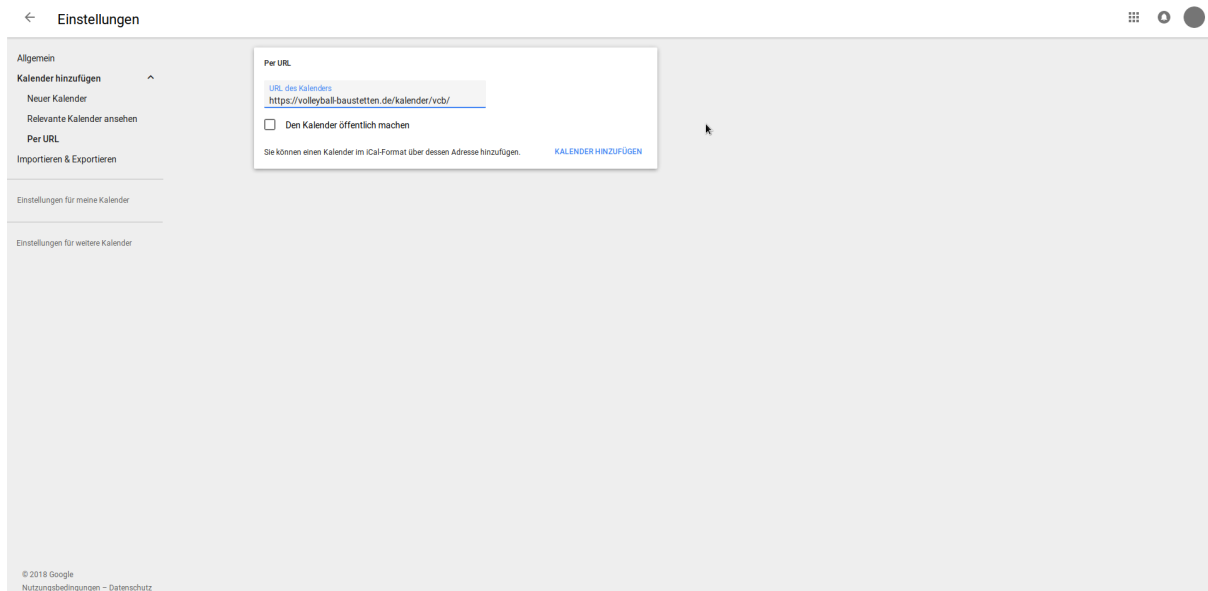 Einstellungen
Allgemein
Kalender hinzufügen
Neuer Kalender
Relevante Kalender ansehen
Per URL
Importieren & Exportieren
Einstellungen für meine Kalender
Einstellungen für weitere Kalender
Per URL
URL des Kalenders
https://volleyball-baustetten.de/kalender/vcb/
Den Kalender öffentlich machen
Sie können einen Kalender im iCal-Format über dessen Adresse hinzufügen.
KALENDER HINZUFÜGEN
© 2018 Google
Nutzungsbedingungen – Datenschutz